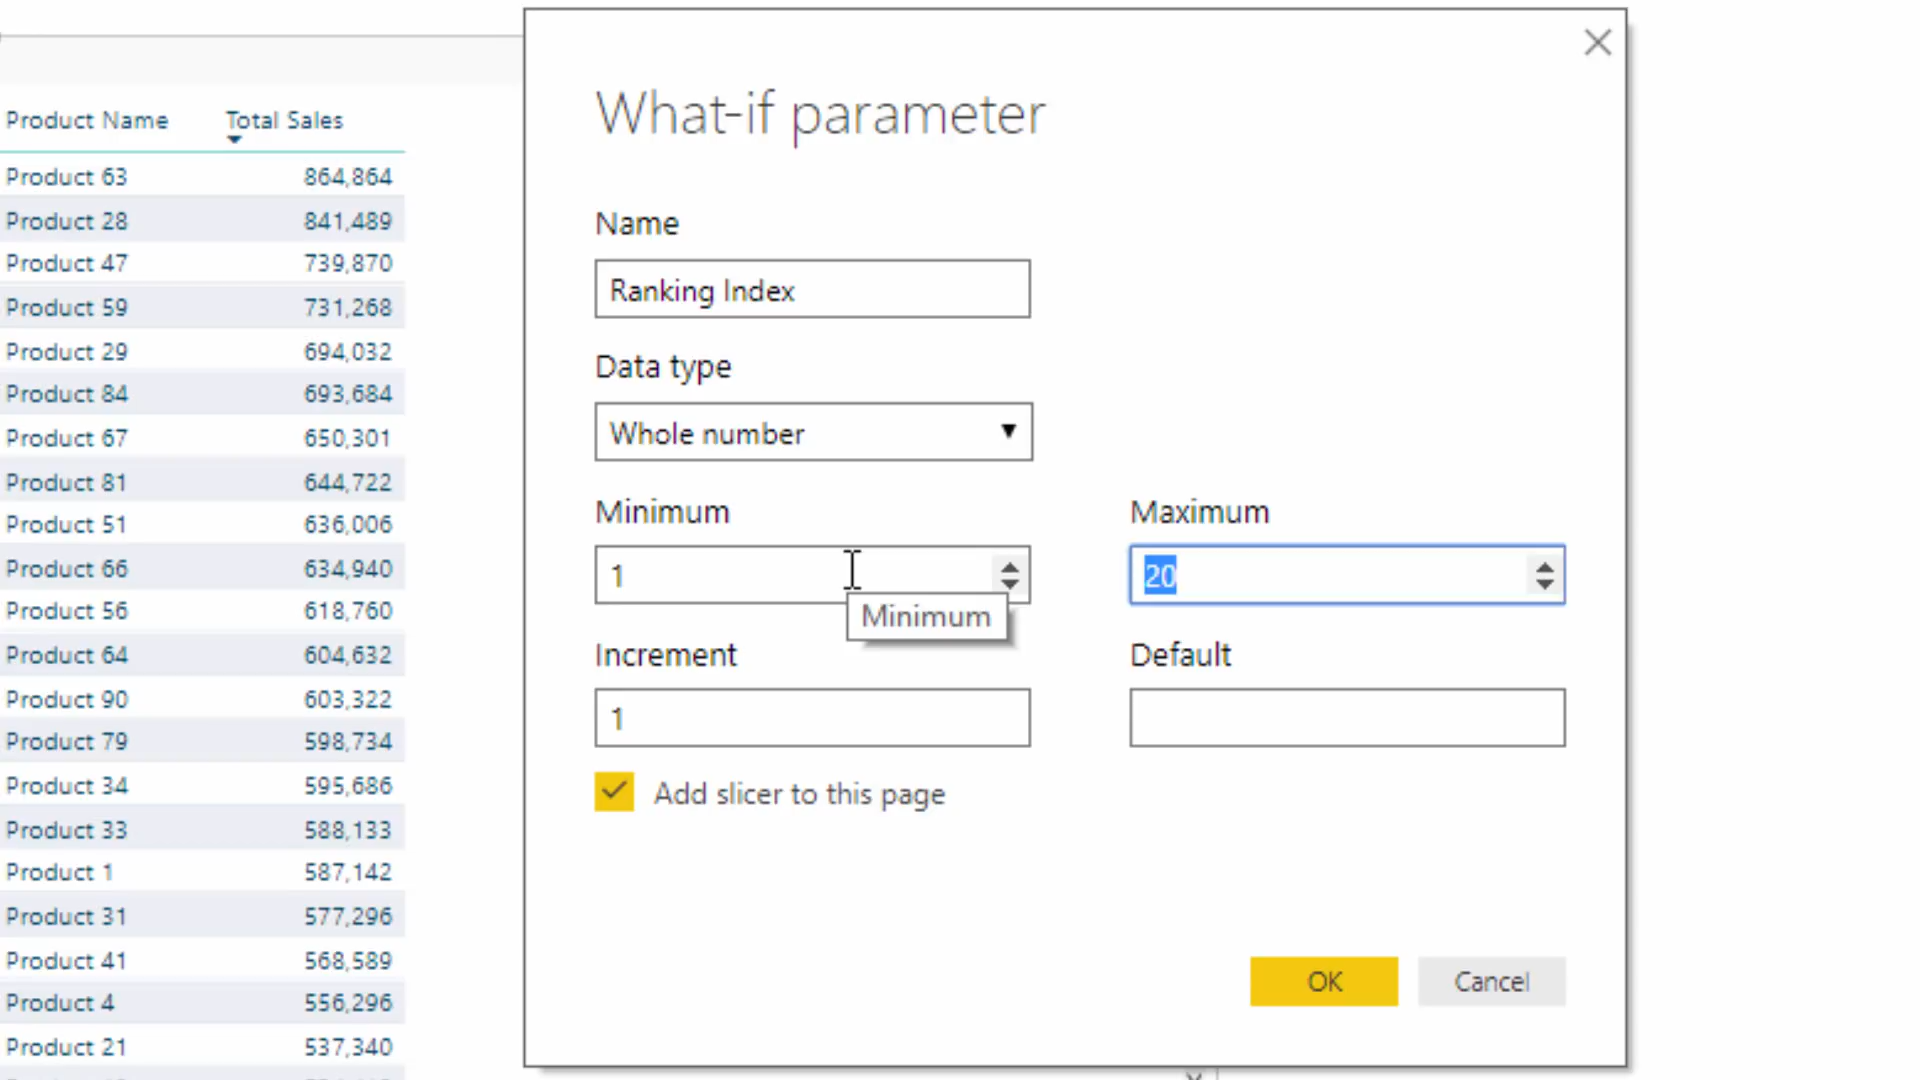 Product Name Total Sales
Product 63 864,864
Product 28 841,489
Product 47 739,870
Product 59 731,268
Product 29 694,032
Product 84 693,684
Product 67 650,301
Product 81 644,722
Product 51 636,006
Product 66 634,940
Product 56 618,760
Product 64 604,632
Product 90 603,322
Product 79 598,734
Product 34 595,686
Product 33 588,133
Product 1 587,142
Product 31 577,296
Product 41 568,589
Product 4 556,296
Product 21 537,340
What-if parameter
Name
Ranking Index
Data type
Whole number
Minimum Maximum
1 20
Minimum
Increment Default
1
Add slicer to this page
OK Cancel